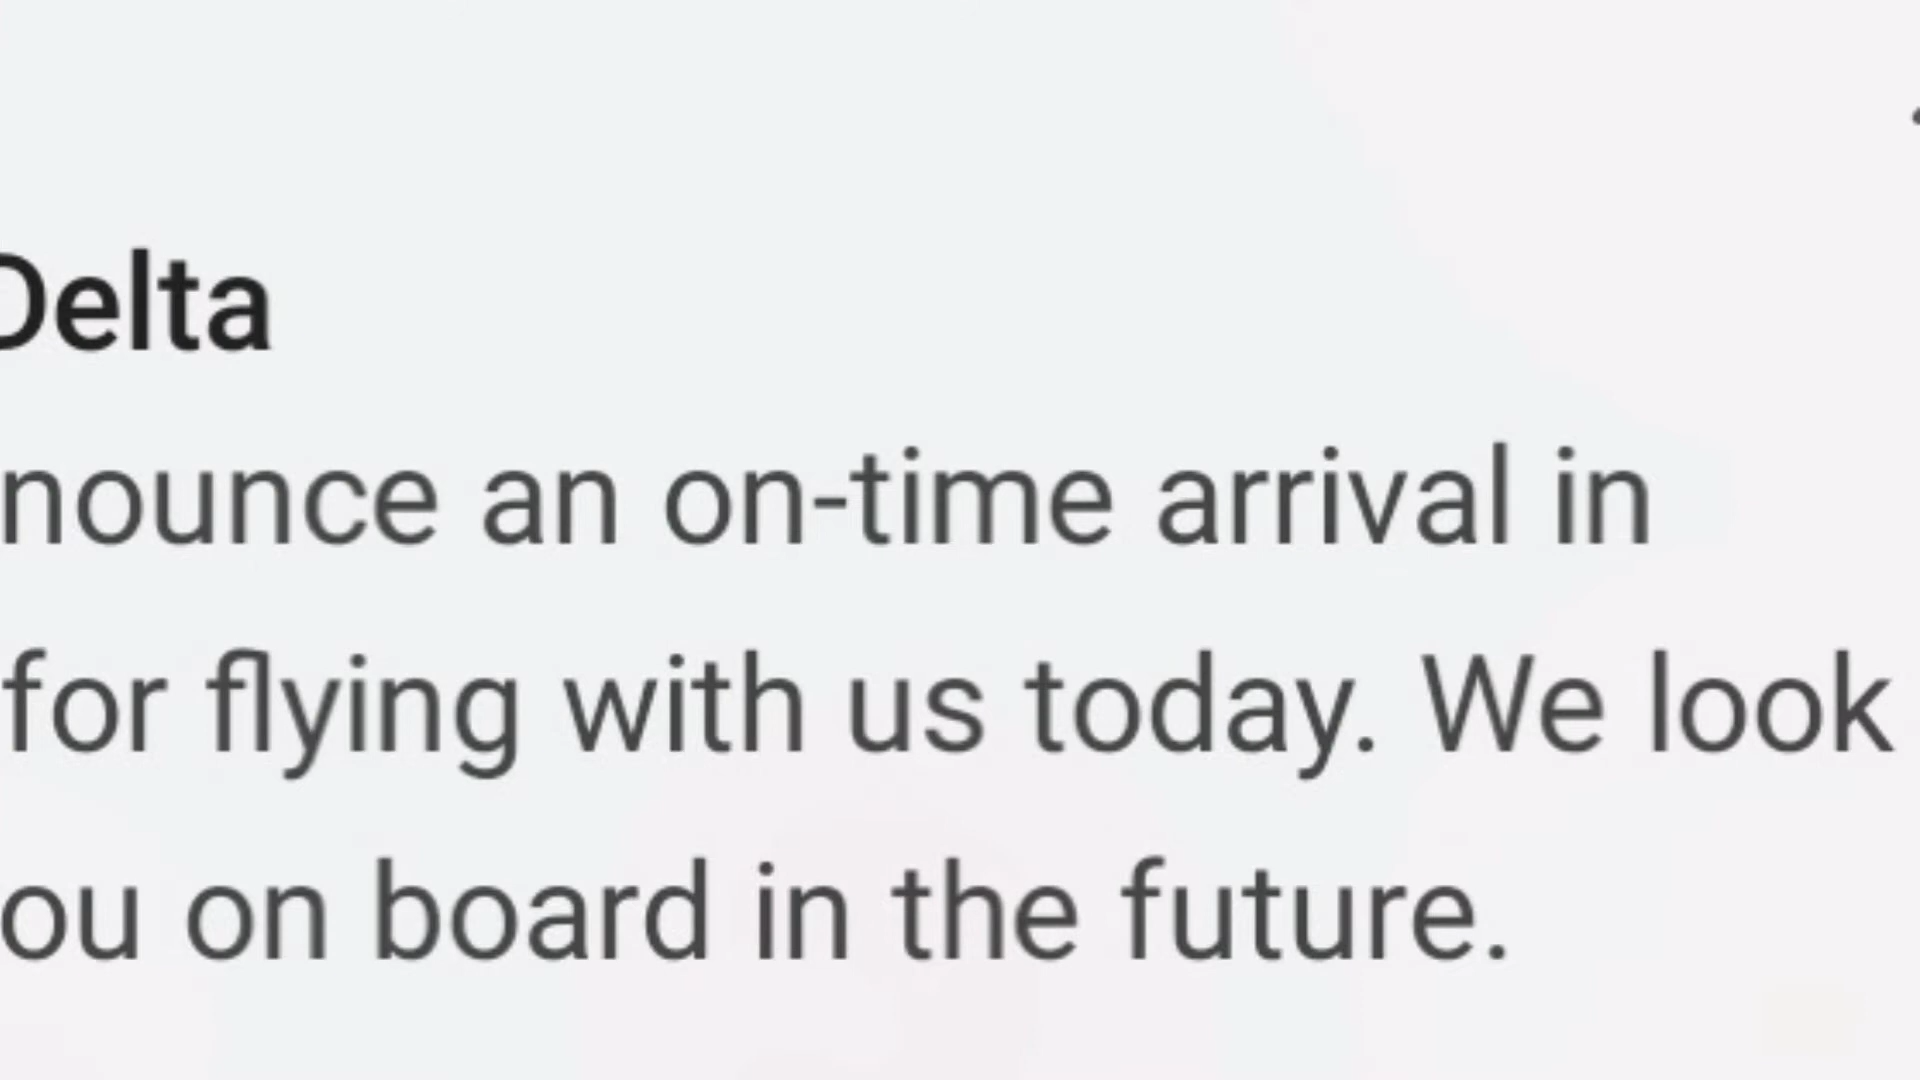 Delta
nounce an on-time arrival in
for flying with us today. We look
ou on board in the future.